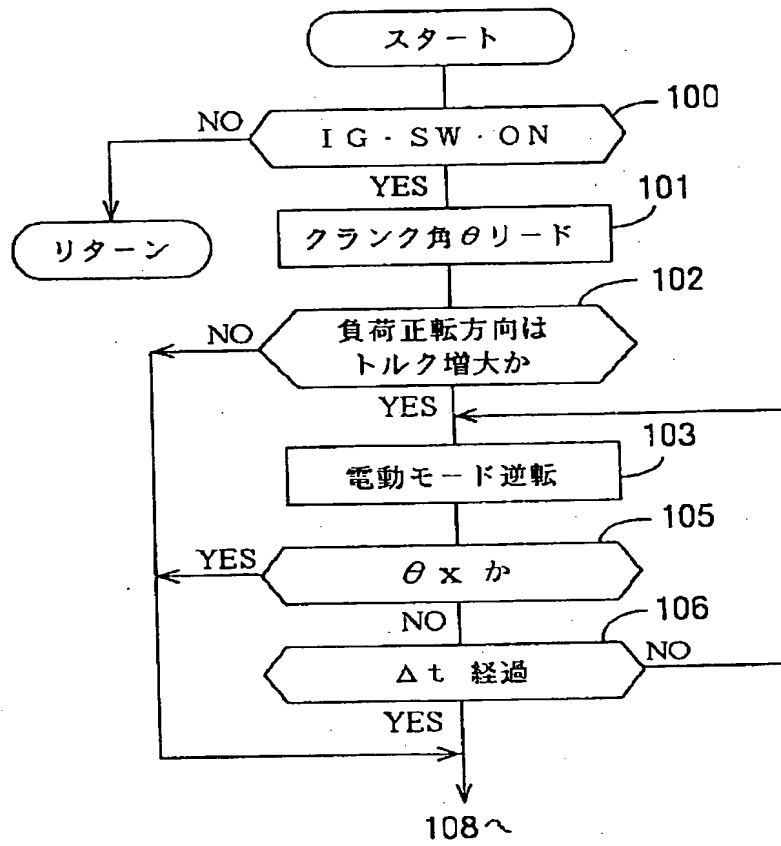 スタート
100
NO
IG・SW・ON
YES
101
リターン
クランク角θリード
102
NO
負荷正転方向は
トルク増大か
YES
103
電動モード逆転
105
YES
θxか
NO
106
Δt 経過
NO
YES
108へ